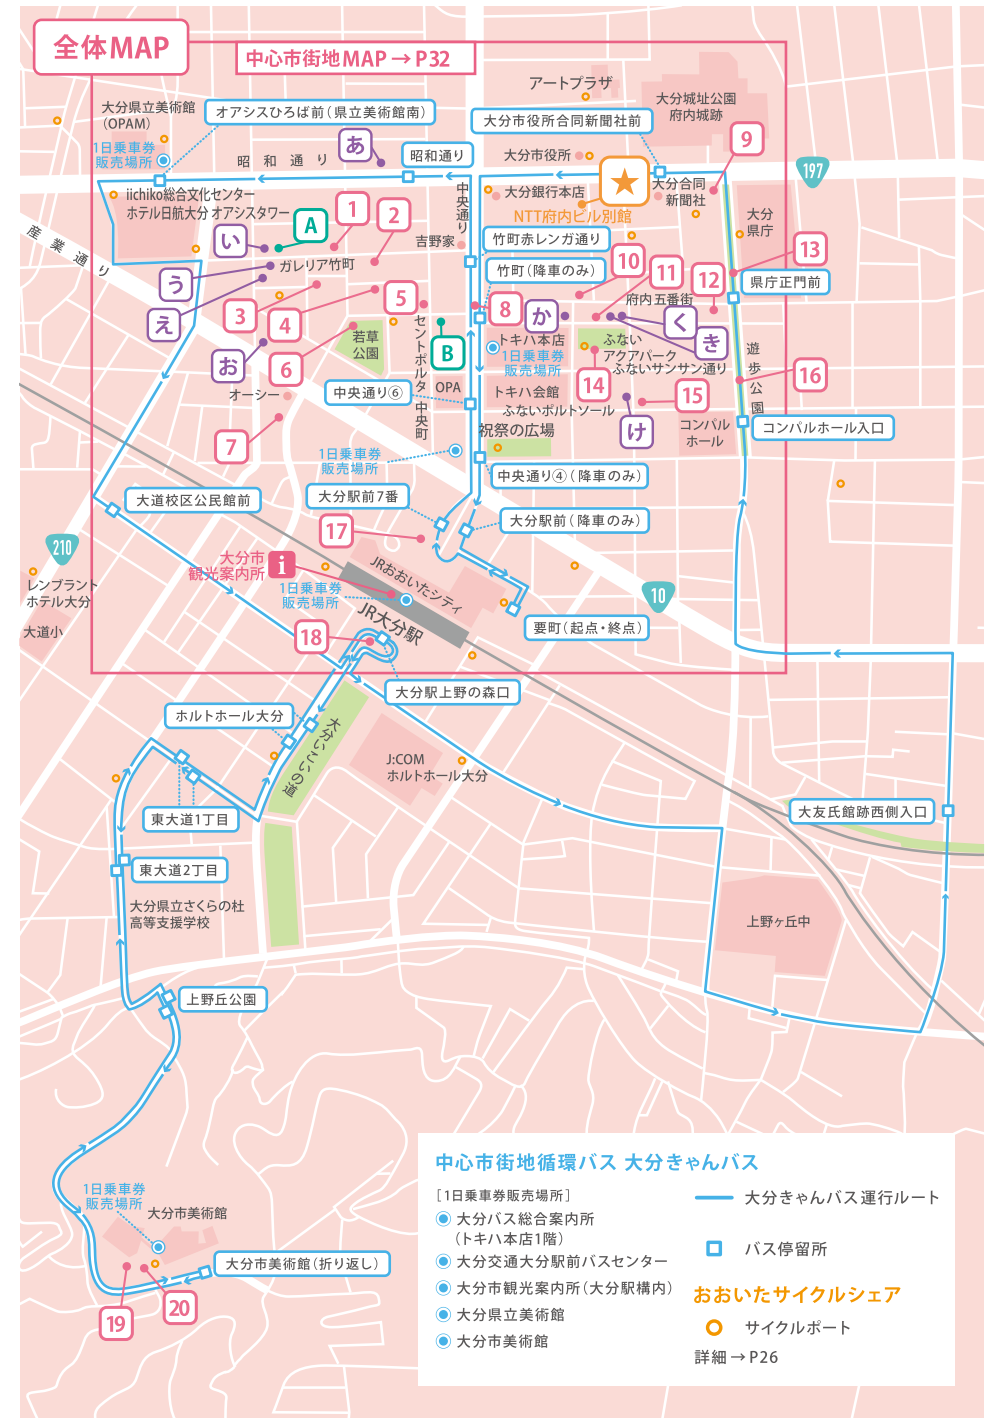 全体MAP
中心市街地MAP→P32
アートプラザ
大分県立美術館
（OPAM）
オアシスひろば前（県立美術館南）
大分市役所合同新聞社前
大分城址公園
府内城跡
9
1日乗車券
販売場所
昭和通り
あ
昭和通り
大分市役所
197
iichiko総合文化センター
ホテル日航大分 オアシスタワー
中央通り
大分銀行本店
大分合同
新聞社
NTT府内ビル別館
大分
県庁
産業通り
い
A
1
2
吉野家
竹町赤レンガ通り
竹町（降車のみ）
10
11
12
13
県庁正門前
ガレリア竹町
う
え
3
4
5
8
か
府内五番街
く
き
お
6
若草
公園
セントポルタ中央町
B
トキハ本店
1日乗車券
販売場所
ふない
アクアパーク
ふないサンサン通り
遊歩公園
16
オーシー
中央通り⑥
OPA
トキハ会館
14
15
ふないボルトソール
7
祝祭の広場
け
コンパル
ホール
コンパルホール入口
1日乗車券
販売場所
中央通り④（降車のみ）
大道校区公民館前
大分駅前7番
大分駅前（降車のみ）
17
210
大分市
観光案内所
i
JRおおいたシティ
レンブラント
ホテル大分
1日乗車券
販売場所
10
大道小
JR大分駅
要町（起点・終点）
18
大分駅上野の森口
ホルトホール大分
大分いこいの道
J:COM
ホルトホール大分
東大道1丁目
大友氏館跡西側入口
東大道2丁目
大分県立さくらの杜
高等支援学校
上野ヶ丘中
上野丘公園
1日乗車券
販売場所
大分市美術館
大分市美術館（折り返し）
19
20
中心市街地循環バス 大分きゃんバス
［1日乗車券販売場所］
大分バス総合案内所
（トキハ本店1階）
大分交通大分駅前バスセンター
大分市観光案内所（大分駅構内）
大分県立美術館
大分市美術館
大分きゃんバス運行ルート
バス停留所
おおいたサイクルシェア
サイクルポート
詳細→P26